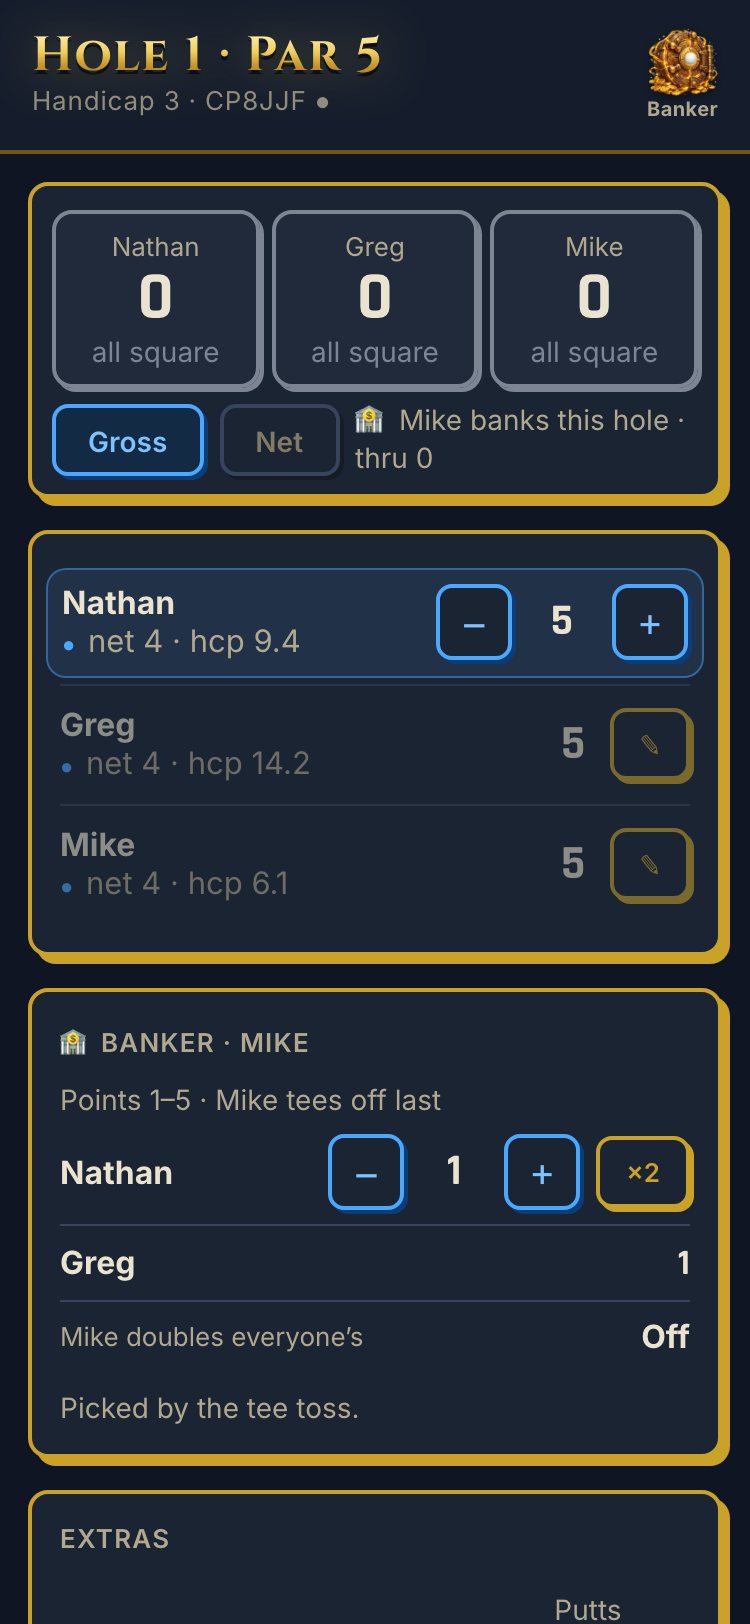 Hole 1 · Par 5
Handicap 3 · CP8JJF ●
Banker
Nathan
0
all square
Greg
0
all square
Mike
0
all square
Gross
Net
Mike banks this hole ·
thru 0
Nathan
net 4 · hcp 9.4
– 5 +
Greg
net 4 · hcp 14.2
5
Mike
net 4 · hcp 6.1
5
BANKER · MIKE
Points 1–5 · Mike tees off last
Nathan – 1 + ×2
Greg 1
Mike doubles everyone’s Off
Picked by the tee toss.
EXTRAS
Putts